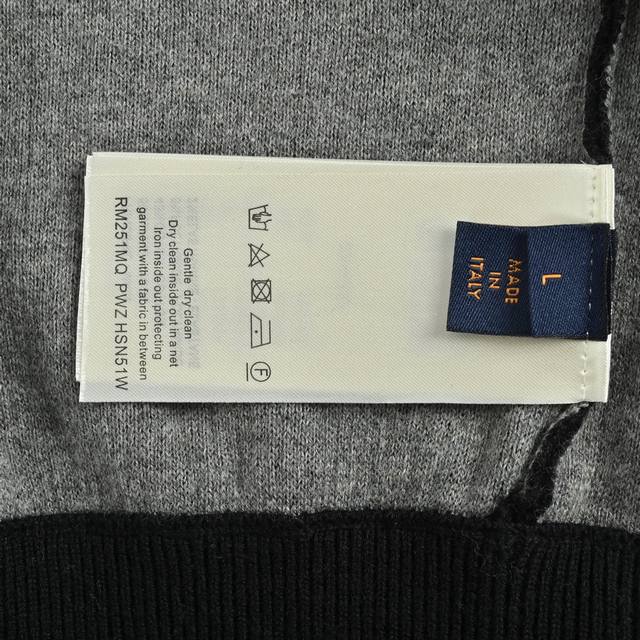 Gentle dry clean
Dry clean inside out in a net
Iron inside out protecting
garment with a fabric in between
RM251MQ PWZ HSN51W
L
MADE
IN
ITALY